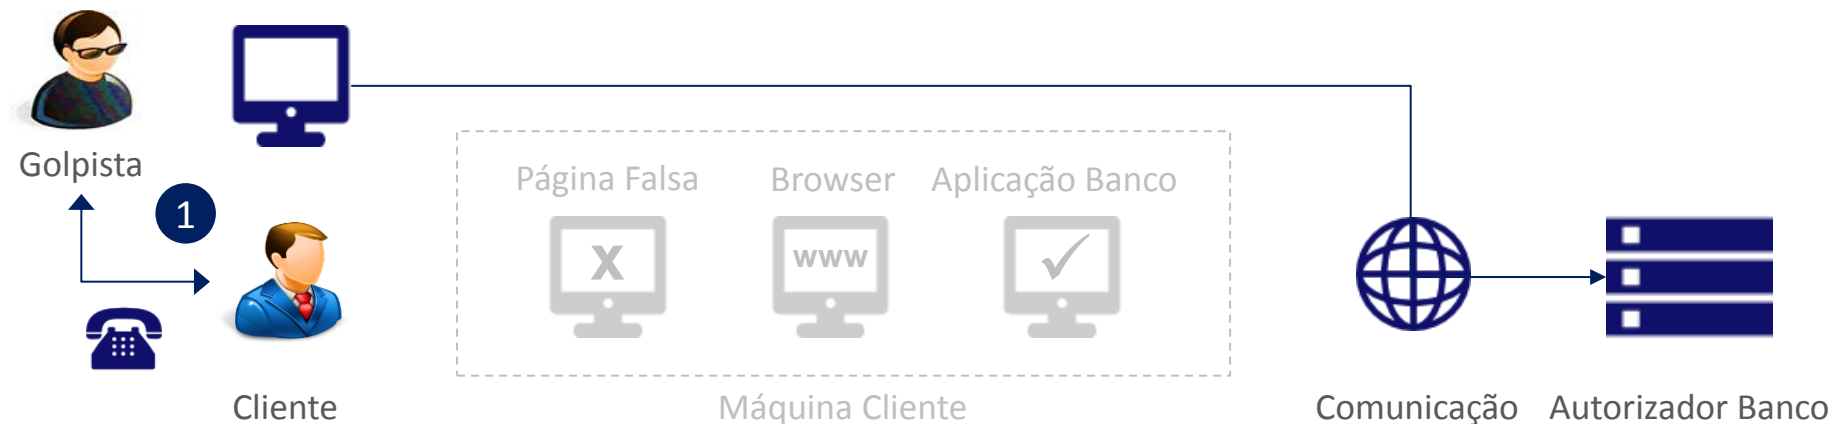 Golpista
1
Página Falsa
Browser
Aplicação Banco
X
www
Cliente
Máquina Cliente
Comunicação
Autorizador Banco